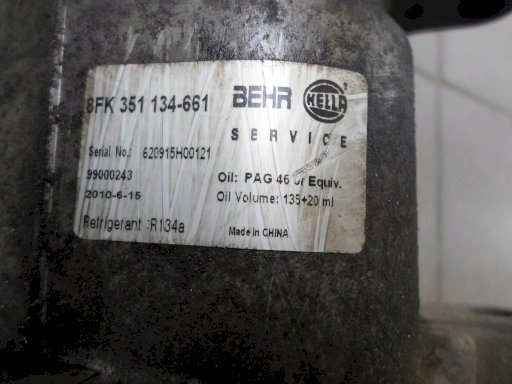 8FK 351 134-661 BEHR HELLA
SERVICE
Serial No.: 620915H00121
99000243 Oil: PAG 46 or Equiv.
2010-6-15 Oil Volume: 135+20 ml
Refrigerant :R134a Made in CHINA